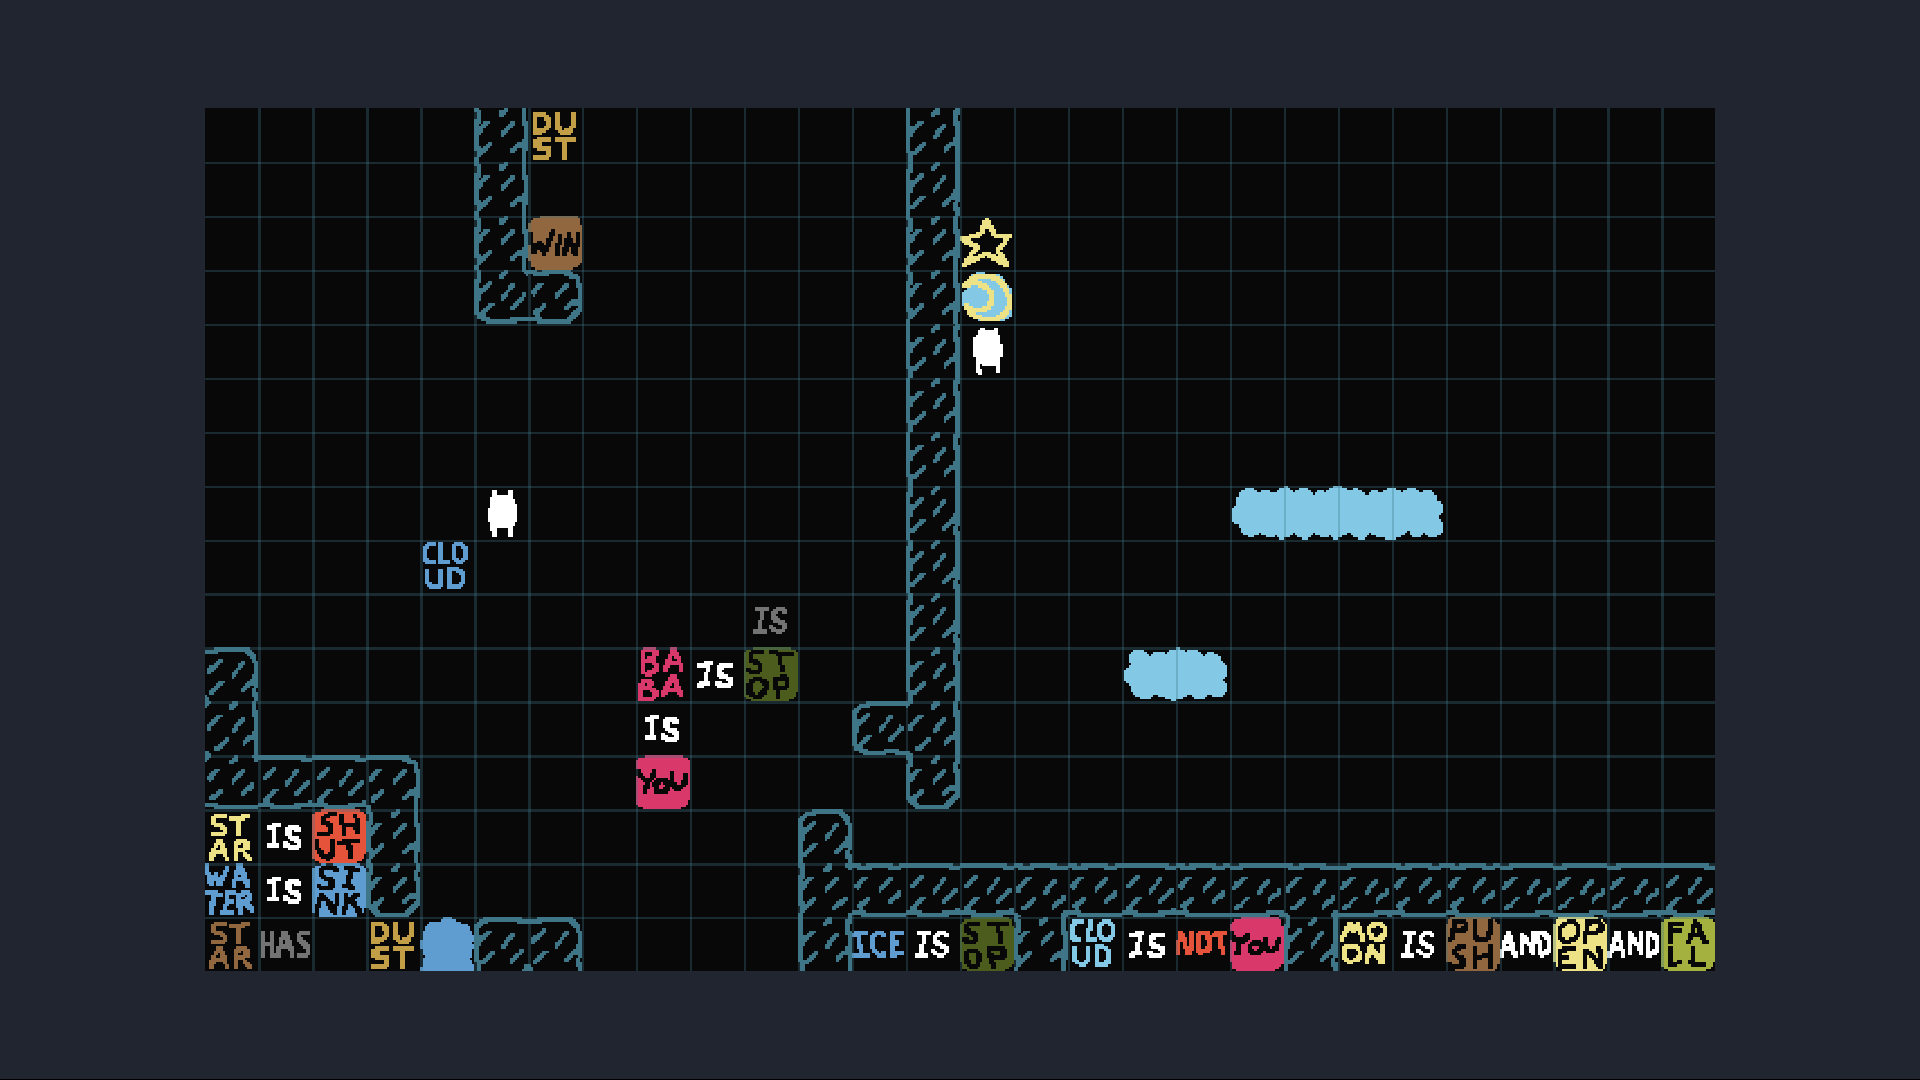 DUST
WIN
CLOUD
IS
BABA IS STOP
IS
YOU
STAR IS SHUT
WATER IS SINK
STAR HAS DUST ICE IS STOP CLOUD IS NOT YOU MOON IS PUSH AND OPEN AND FALL